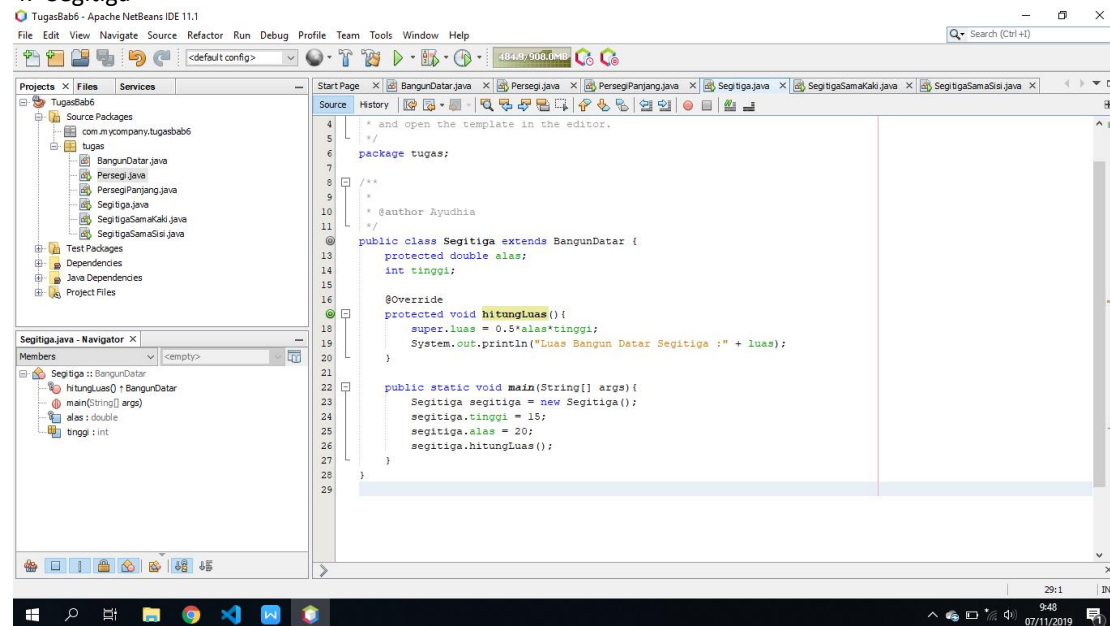 4. Segitiga
TugasBab6 - Apache NetBeans IDE 11.1
File Edit View Navigate Source Refactor Run Debug Profile Team Tools Window Help
Search (Ctrl+I)
<default config>
484.9/908.0MB
Projects Files Services
TugasBab6
Source Packages
com.mycompany.tugasbab6
tugas
BangunDatar.java
Persegi.java
PersegiPanjang.java
Segitiga.java
SegitigaSamaKaki.java
SegitigaSamaSisi.java
Test Packages
Dependencies
Java Dependencies
Project Files
Segitiga.java - Navigator
Members <empty>
Segitiga :: BangunDatar
hitungLuas() ↑ BangunDatar
main(String[] args)
alas : double
tinggi : int
Start Page BangunDatar.java Persegi.java PersegiPanjang.java Segitiga.java SegitigaSamaKaki.java SegitigaSamaSisi.java
Source History
4 * and open the template in the editor.
5 */
6 package tugas;
7
8 /**
9 *
10 * @author Ayudhia
11 */
public class Segitiga extends BangunDatar {
13 protected double alas;
14 int tinggi;
15
16 @Override
protected void hitungLuas(){
18 super.luas = 0.5*alas*tinggi;
19 System.out.println("Luas Bangun Datar Segitiga :" + luas);
20 }
21
22 public static void main(String[] args){
23 Segitiga segitiga = new Segitiga();
24 segitiga.tinggi = 15;
25 segitiga.alas = 20;
26 segitiga.hitungLuas();
27 }
28 }
29
29:1 IN
9:48
07/11/2019